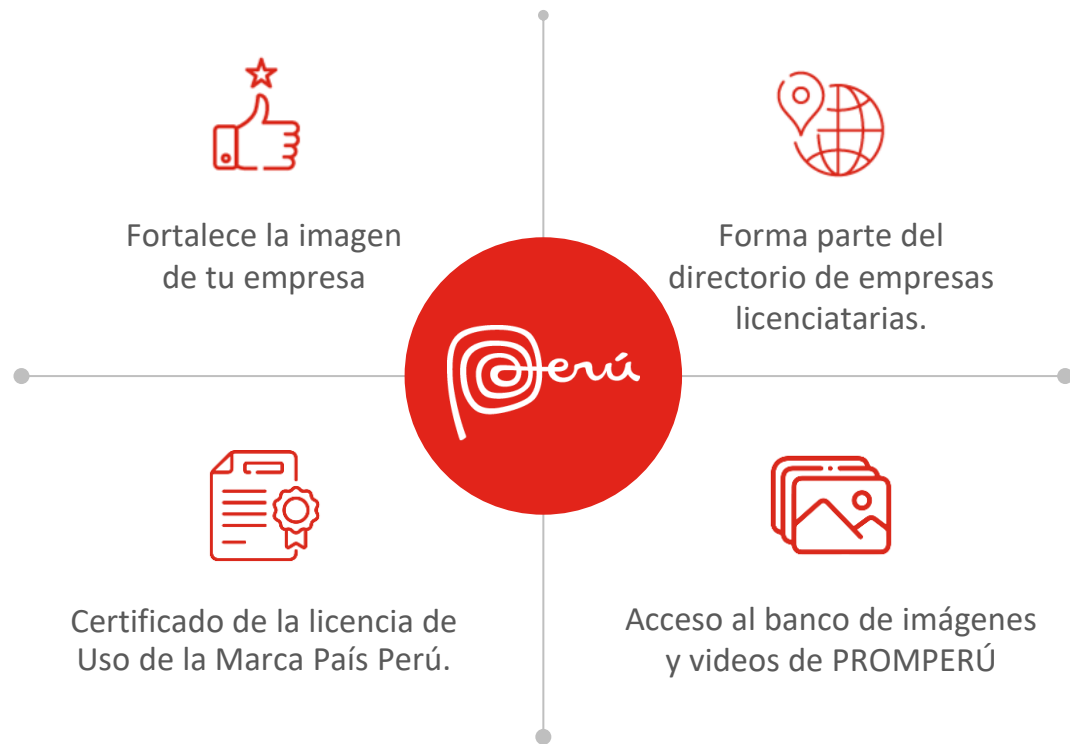 Fortalece la imagen
de tu empresa
Forma parte del
directorio de empresas
licenciatarias.
Perú
Certificado de la licencia de
Uso de la Marca País Perú.
Acceso al banco de imágenes
y videos de PROMPERÚ